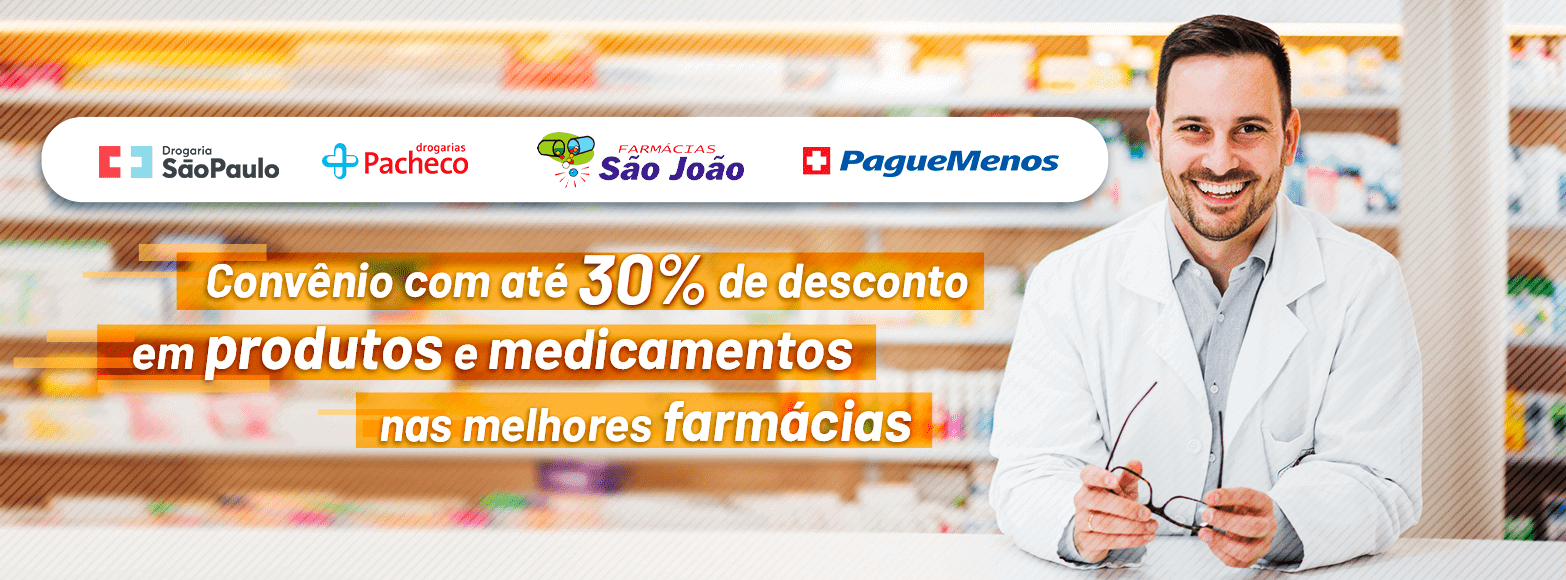 Drogaria
SãoPaulo
drogarias
Pacheco
FARMÁCIAS
São João
PagueMenos
Convênio com até 30% de desconto
em produtos e medicamentos
nas melhores farmácias